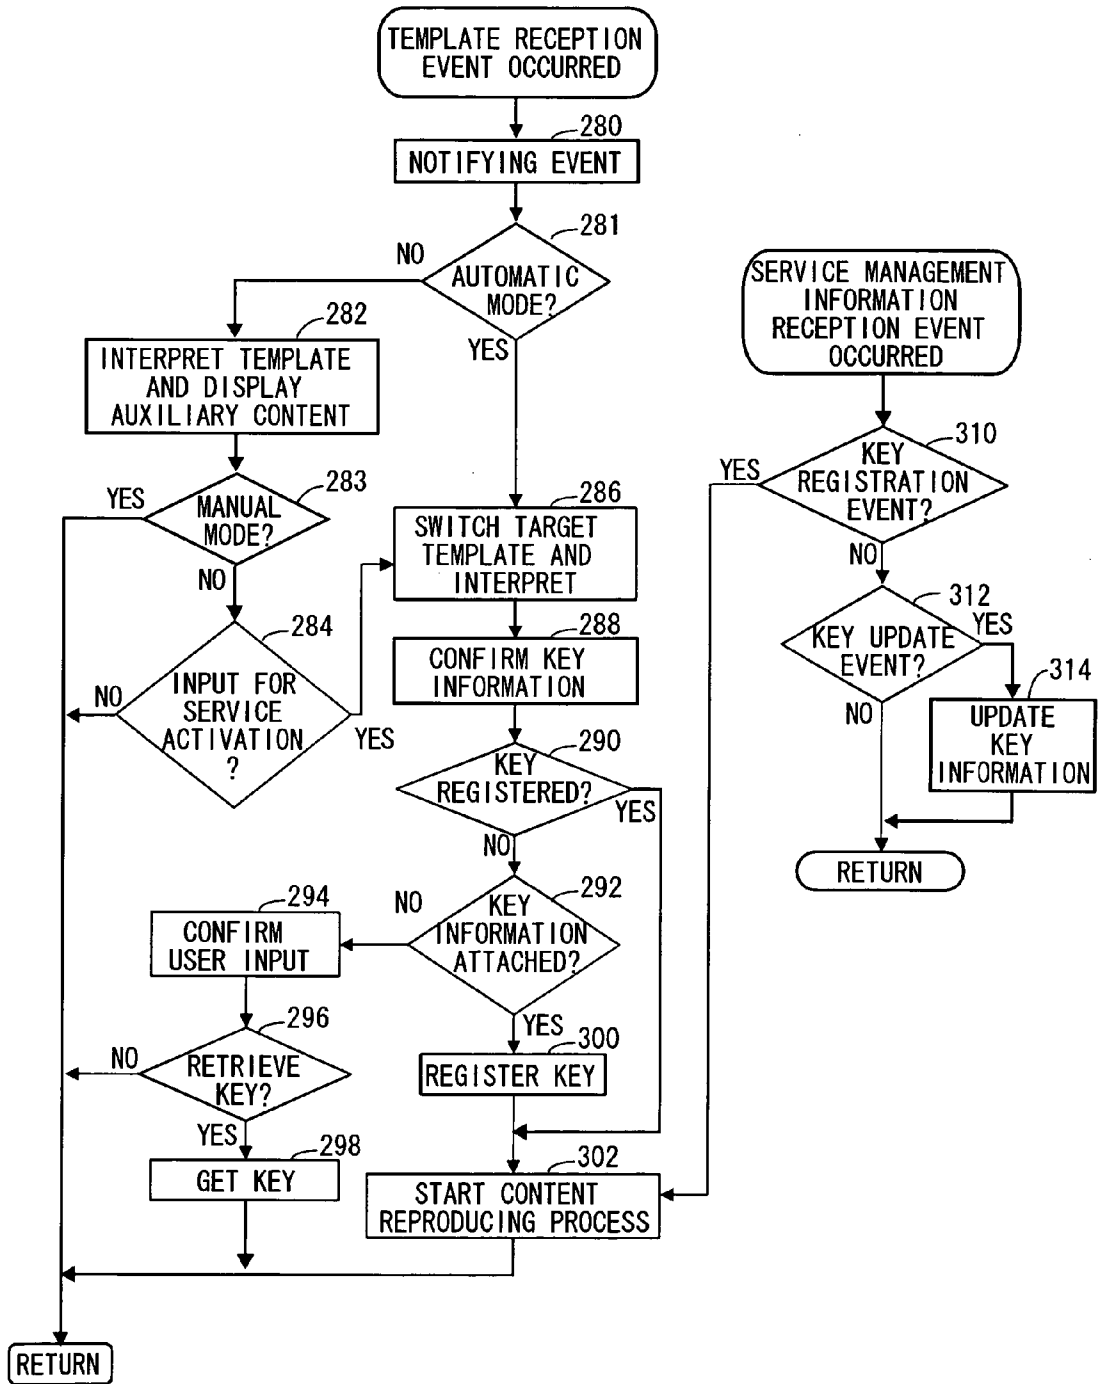 TEMPLATE RECEPTION
EVENT OCCURRED
280
NOTIFYING EVENT
281
AUTOMATIC
MODE?
NO
YES
282
INTERPRET TEMPLATE
AND DISPLAY
AUXILIARY CONTENT
283
MANUAL
MODE?
YES
NO
284
INPUT FOR
SERVICE
ACTIVATION
?
NO
YES
286
SWITCH TARGET
TEMPLATE AND
INTERPRET
288
CONFIRM KEY
INFORMATION
290
KEY
REGISTERED?
YES
NO
292
KEY
INFORMATION
ATTACHED?
NO
YES
294
CONFIRM
USER INPUT
296
RETRIEVE
KEY?
NO
YES
298
GET KEY
300
REGISTER KEY
302
START CONTENT
REPRODUCING PROCESS
RETURN
SERVICE MANAGEMENT
INFORMATION
RECEPTION EVENT
OCCURRED
310
KEY
REGISTRATION
EVENT?
YES
NO
312
KEY UPDATE
EVENT?
YES
NO
314
UPDATE
KEY
INFORMATION
RETURN